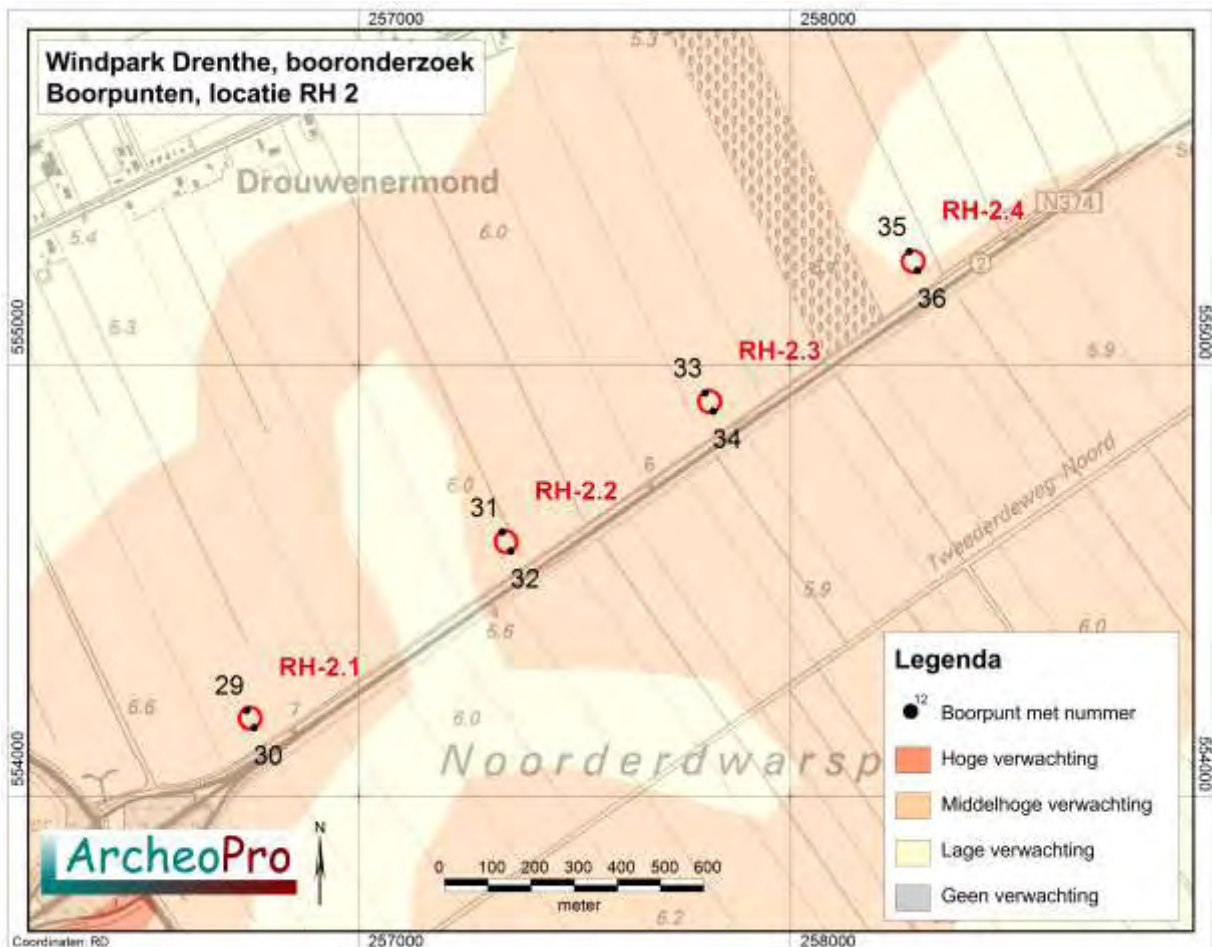 257000
258000
Windpark Drenthe, booronderzoek
Boorpunten, locatie RH 2
5.3
Drouwenermond
5.4
6.0
5.3
35
RH-2.4
N374
2
36
555000
555000
33
RH-2.3
5.9
34
6.0
31
RH-2.2
6
32
5.6
5.9
Tweederdeweg Noord
6.0
29
RH-2.1
7
30
6.6
6.0
Noorderdwarsp
554000
554000
Legenda
12
Boorpunt met nummer
Hoge verwachting
Middelhoge verwachting
Lage verwachting
Geen verwachting
ArcheoPro
N
0 100 200 300 400 500 600
meter
6.2
Coordinaten: RD
257000
258000